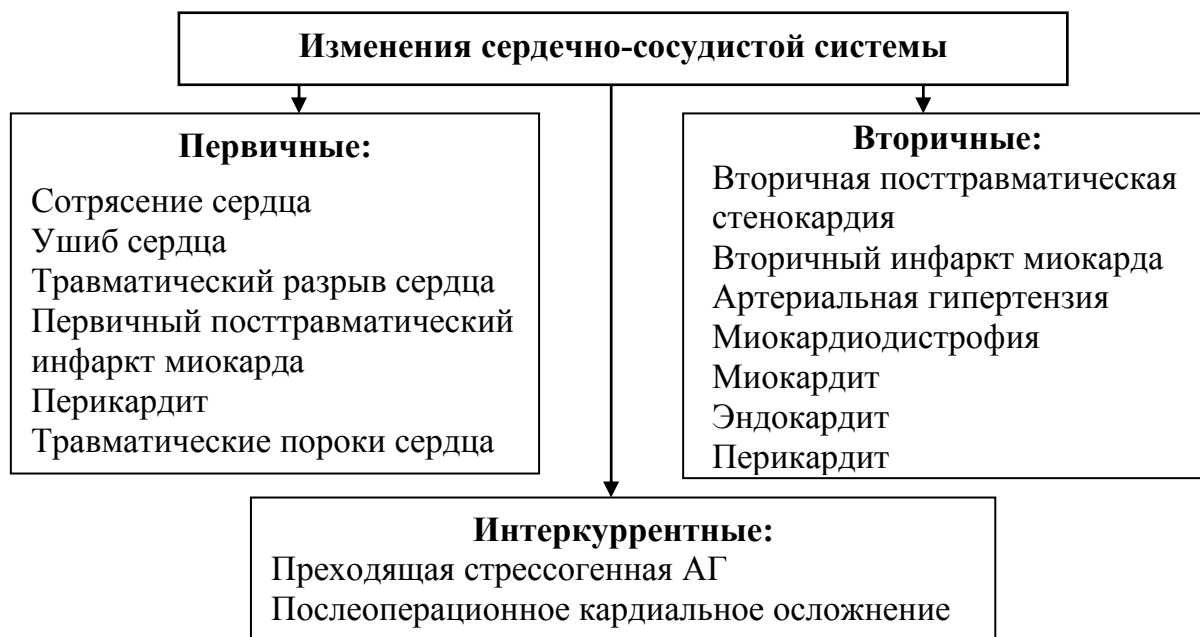 Изменения сердечно-сосудистой системы
Первичные:
Сотрясение сердца
Ушиб сердца
Травматический разрыв сердца
Первичный посттравматический
инфаркт миокарда
Перикардит
Травматические пороки сердца
Вторичные:
Вторичная посттравматическая
стенокардия
Вторичный инфаркт миокарда
Артериальная гипертензия
Миокардиодистрофия
Миокардит
Эндокардит
Перикардит
Интеркуррентные:
Преходящая стрессогенная АГ
Послеоперационное кардиальное осложнение